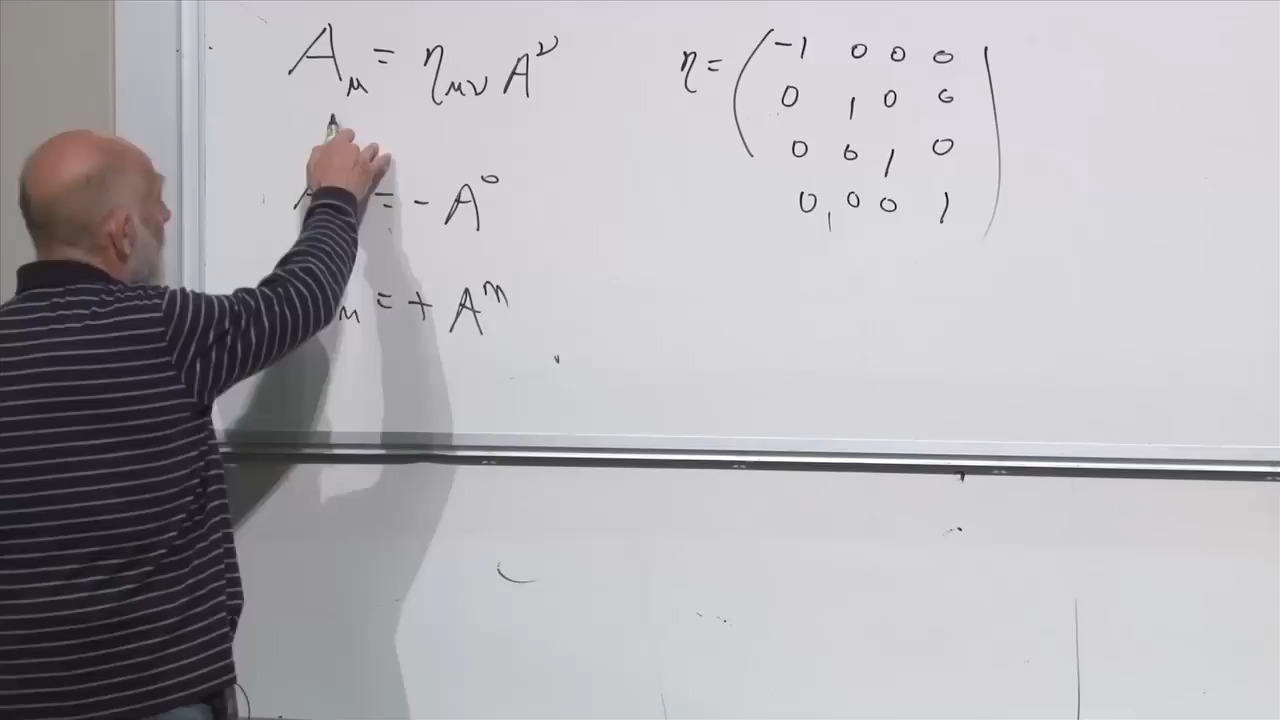 A_μ = η_μν A^ν
= - A^0
_m = + A^m
η = ( -1 0 0 0
0 1 0 0
0 0 1 0
0 0 0 1 )